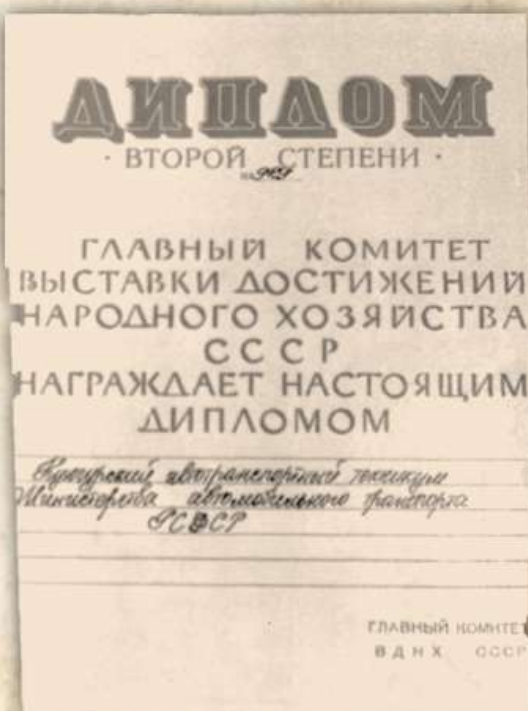 ДИПЛОМ
· ВТОРОЙ СТЕПЕНИ ·
ГЛАВНЫЙ КОМИТЕТ
ВЫСТАВКИ ДОСТИЖЕНИЙ
НАРОДНОГО ХОЗЯЙСТВА
СССР
НАГРАЖДАЕТ НАСТОЯЩИМ
ДИПЛОМОМ
Кунгурский автотранспортный техникум
Министерства автомобильного транспорта
РСФСР
ГЛАВНЫЙ КОМИТЕТ
ВДНХ СССР